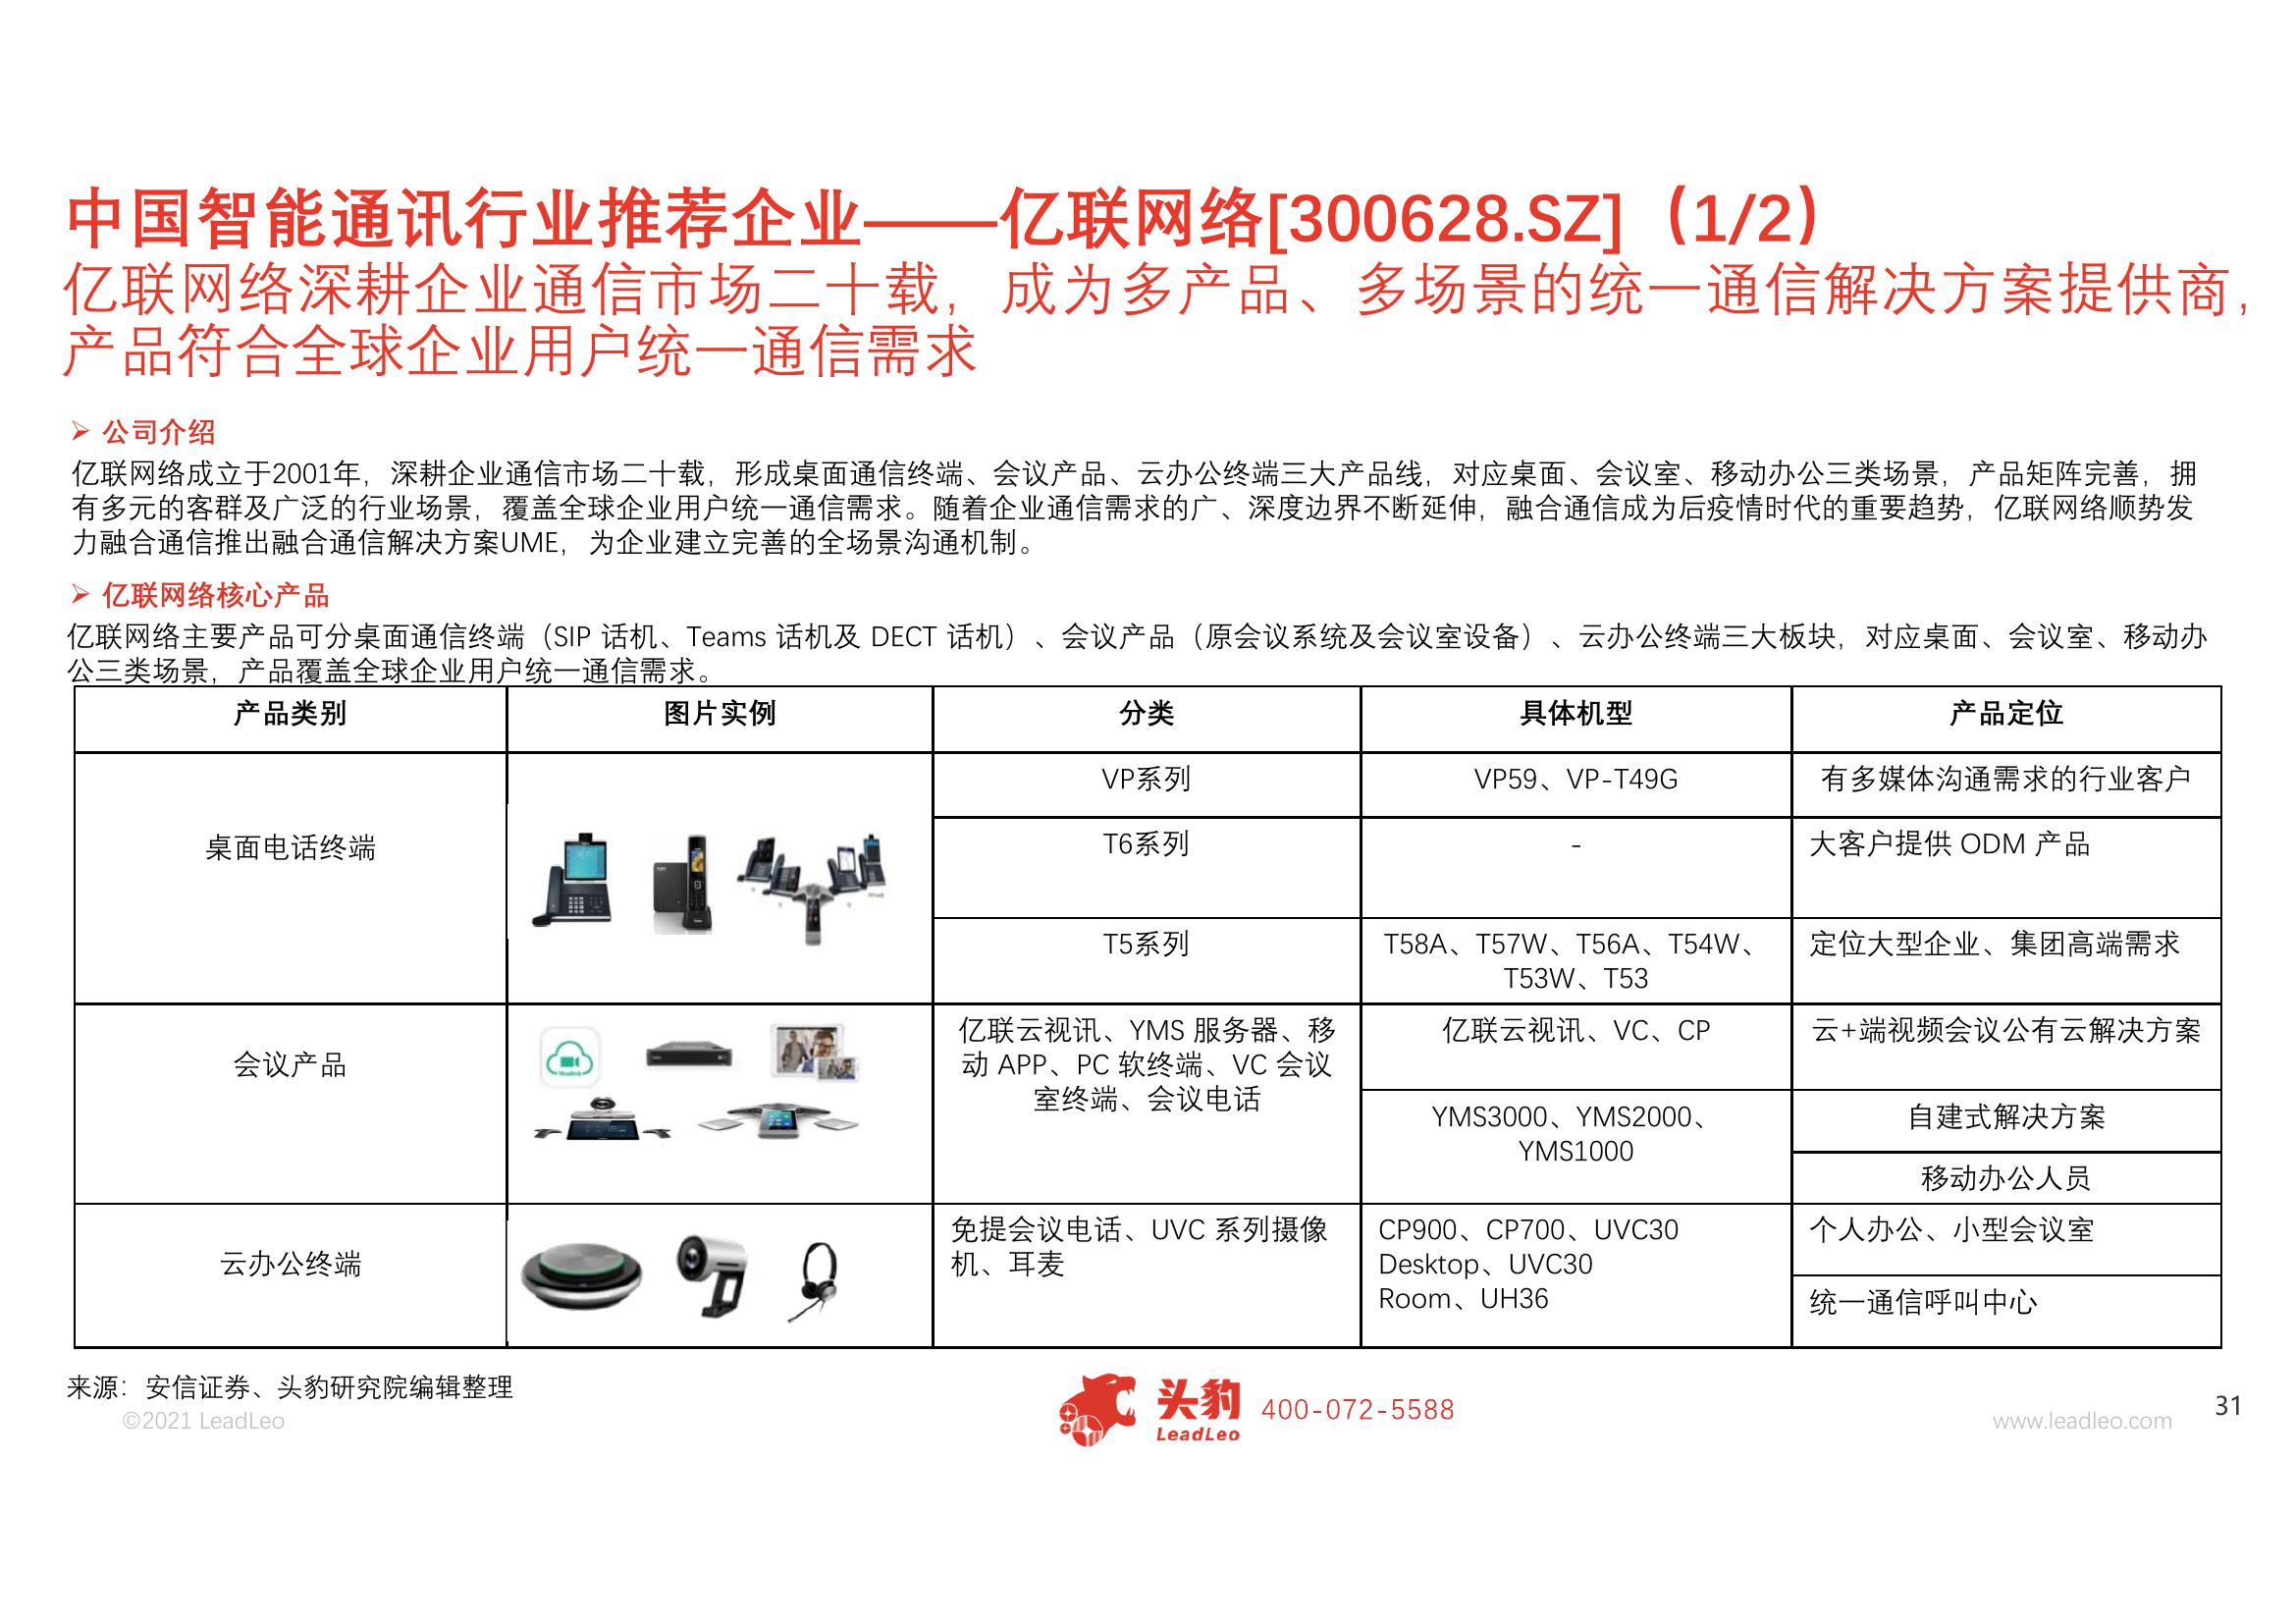 中国智能通讯行业推荐企业——亿联网络[300628.SZ]（1/2）
亿联网络深耕企业通信市场二十载，成为多产品、多场景的统一通信解决方案提供商，
产品符合全球企业用户统一通信需求
➢ 公司介绍
亿联网络成立于2001年，深耕企业通信市场二十载，形成桌面通信终端、会议产品、云办公终端三大产品线，对应桌面、会议室、移动办公三类场景，产品矩阵完善，拥
有多元的客群及广泛的行业场景，覆盖全球企业用户统一通信需求。随着企业通信需求的广、深度边界不断延伸，融合通信成为后疫情时代的重要趋势，亿联网络顺势发
力融合通信推出融合通信解决方案UME，为企业建立完善的全场景沟通机制。
➢ 亿联网络核心产品
亿联网络主要产品可分桌面通信终端（SIP 话机、Teams 话机及 DECT 话机）、会议产品（原会议系统及会议室设备）、云办公终端三大板块，对应桌面、会议室、移动办
公三类场景，产品覆盖全球企业用户统一通信需求。
产品类别 图片实例 分类 具体机型 产品定位
桌面电话终端
VP系列 VP59、VP-T49G 有多媒体沟通需求的行业客户
T6系列 - 大客户提供 ODM 产品
T5系列 T58A、T57W、T56A、T54W、
T53W、T53
定位大型企业、集团高端需求
会议产品
亿联云视讯、YMS 服务器、移
动 APP、PC 软终端、VC 会议
室终端、会议电话
亿联云视讯、VC、CP 云+端视频会议公有云解决方案
YMS3000、YMS2000、
YMS1000
自建式解决方案
移动办公人员
云办公终端
免提会议电话、UVC 系列摄像
机、耳麦
CP900、CP700、UVC30
Desktop、UVC30
Room、UH36
个人办公、小型会议室
统一通信呼叫中心
来源：安信证券、头豹研究院编辑整理
©2021 LeadLeo
头豹
LeadLeo
400-072-5588
www.leadleo.com
31